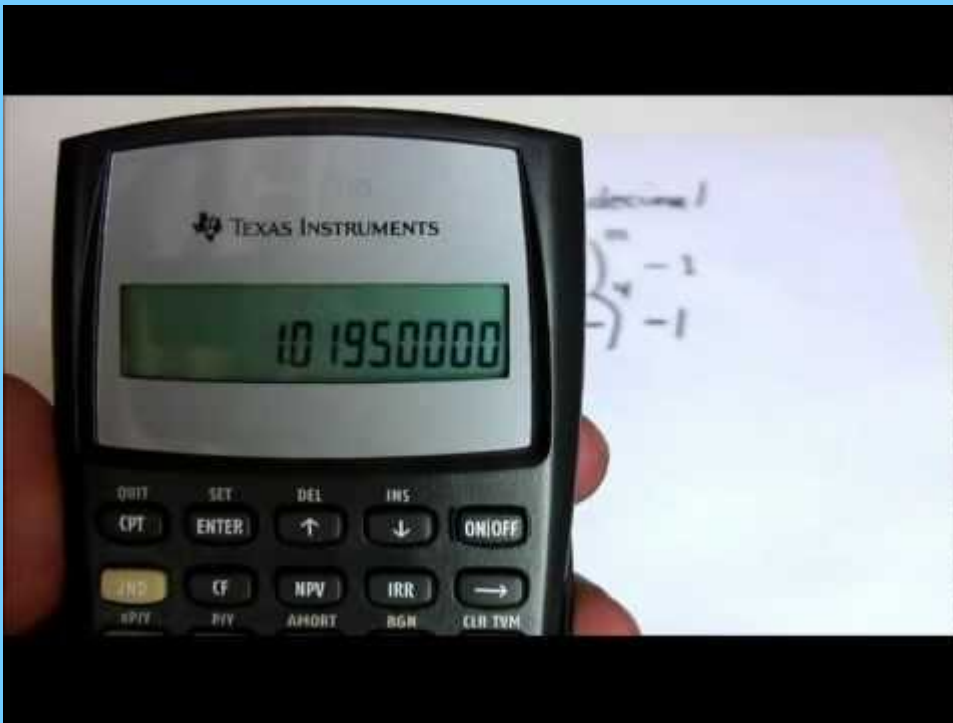 TEXAS INSTRUMENTS
1.01950000
decimal
m
- 1
-) - 1
QUIT SET DEL INS
CPT ENTER ↑ ↓ ON|OFF
2ND CF NPV IRR →
xP/Y P/Y AMORT BGN CLR TVM